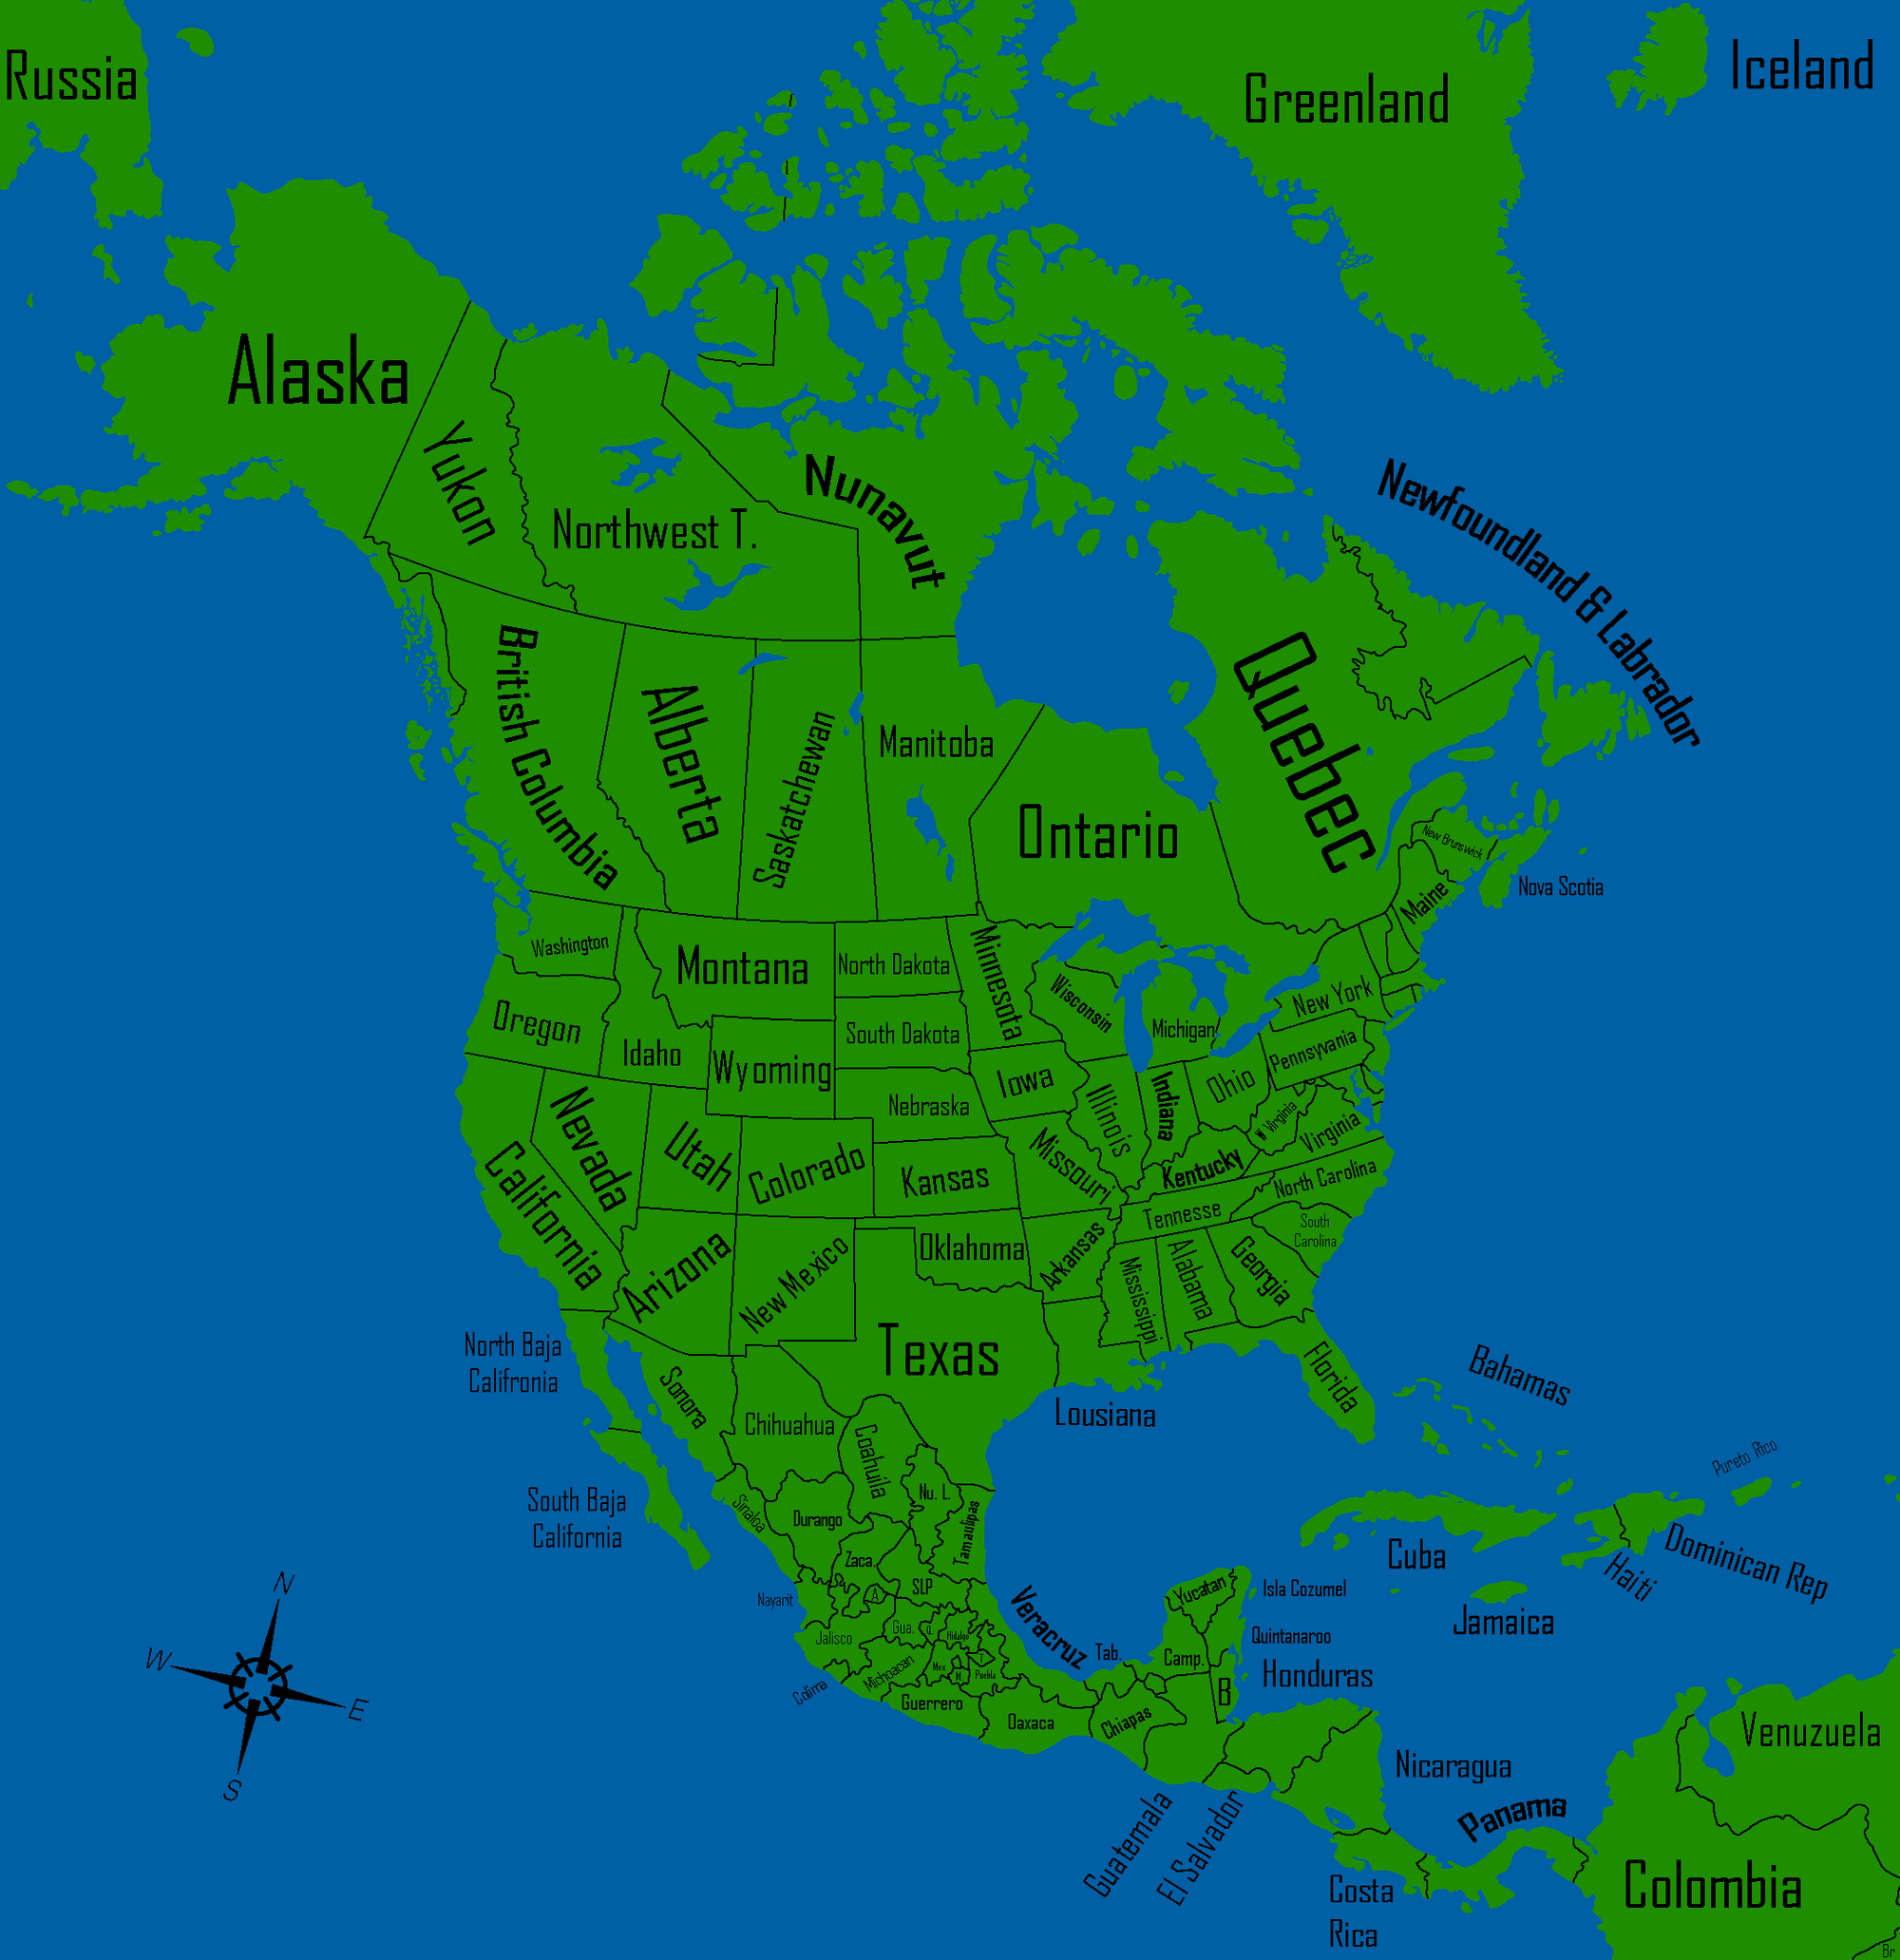 Russia
Greenland
Iceland
Alaska
Yukon
Northwest T.
Nunavut
Newfoundland & Labrador
British Columbia
Alberta
Saskatchewan
Manitoba
Ontario
Quebec
New Brunswick
Nova Scotia
Maine
Washington
Montana
North Dakota
Minnesota
Wisconsin
Michigan
New York
Oregon
Idaho
Wyoming
South Dakota
Iowa
Illinois
Indiana
Ohio
Pennsyvania
Nebraska
W Virginia
Virginia
California
Nevada
Utah
Colorado
Kansas
Missouri
Kentucky
North Carolina
Tennesse
South
Carolina
Arizona
New Mexico
Oklahoma
Arkansas
Mississippi
Alabama
Georgia
Texas
Lousiana
Florida
Bahamas
North Baja
Califronia
Sonora
Chihuahua
Coahuila
Nu. L.
Tamaulipas
South Baja
California
Sinaloa
Durango
Zaca.
SLP
A
Nayarit
Jalisco
Gua.
Q.
Hidalgo
Veracruz
Colima
Michoacan
Mex
M.
T
Puebla
Guerrero
Oaxaca
Tab.
Chiapas
Camp.
Yucatan
Isla Cozumel
Quintanaroo
Honduras
B
Pureto Rico
Cuba
Haiti
Dominican Rep
Jamaica
Guatemala
El Salvador
Nicaragua
Panama
Costa
Rica
Venuzuela
Colombia
Br
N
W
E
S